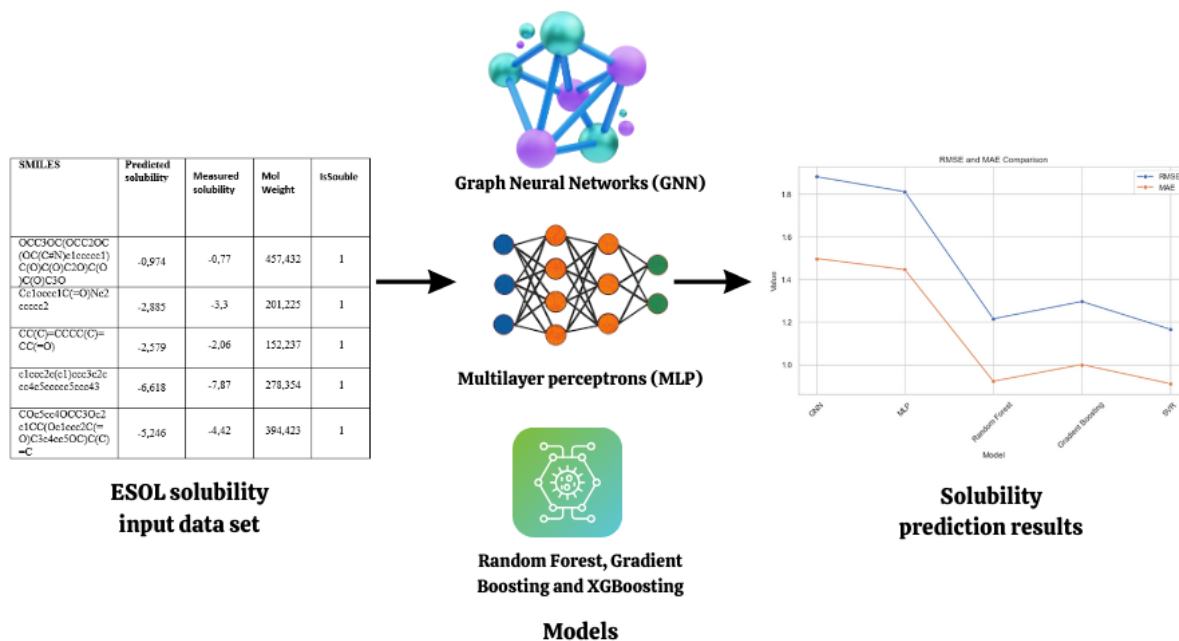 SMILES
Predicted
solubility
Measured
solubility
Mol
Weight
IsSouble
OCC3OC(OCC2OC
(OC(C#N)c1ccccc1)
C(O)C(O)C2O)C(O
)C(O)C3O
-0,974
-0,77
457,432
1
Cc1occc1C(=O)Nc2
ccccc2
-2,885
-3,3
201,225
1
CC(C)=CCCC(C)=
CC(=O)
-2,579
-2,06
152,237
1
c1ccc2c(c1)ccc3c2c
cc4c5ccccc5ccc43
-6,618
-7,87
278,354
1
COc5cc4OCC3Oc2
c1CC(Oc1ccc2C(=
O)C3c4cc5OC)C(C)
=C
-5,246
-4,42
394,423
1
ESOL solubility
input data set
Graph Neural Networks (GNN)
Multilayer perceptrons (MLP)
Random Forest, Gradient
Boosting and XGBoosting
Models
RMSE and MAE Comparison
RMSE
MAE
Value
1.8
1.6
1.4
1.2
1.0
GNN
MLP
Random Forest
Gradient Boosting
SVR
Model
Solubility
prediction results